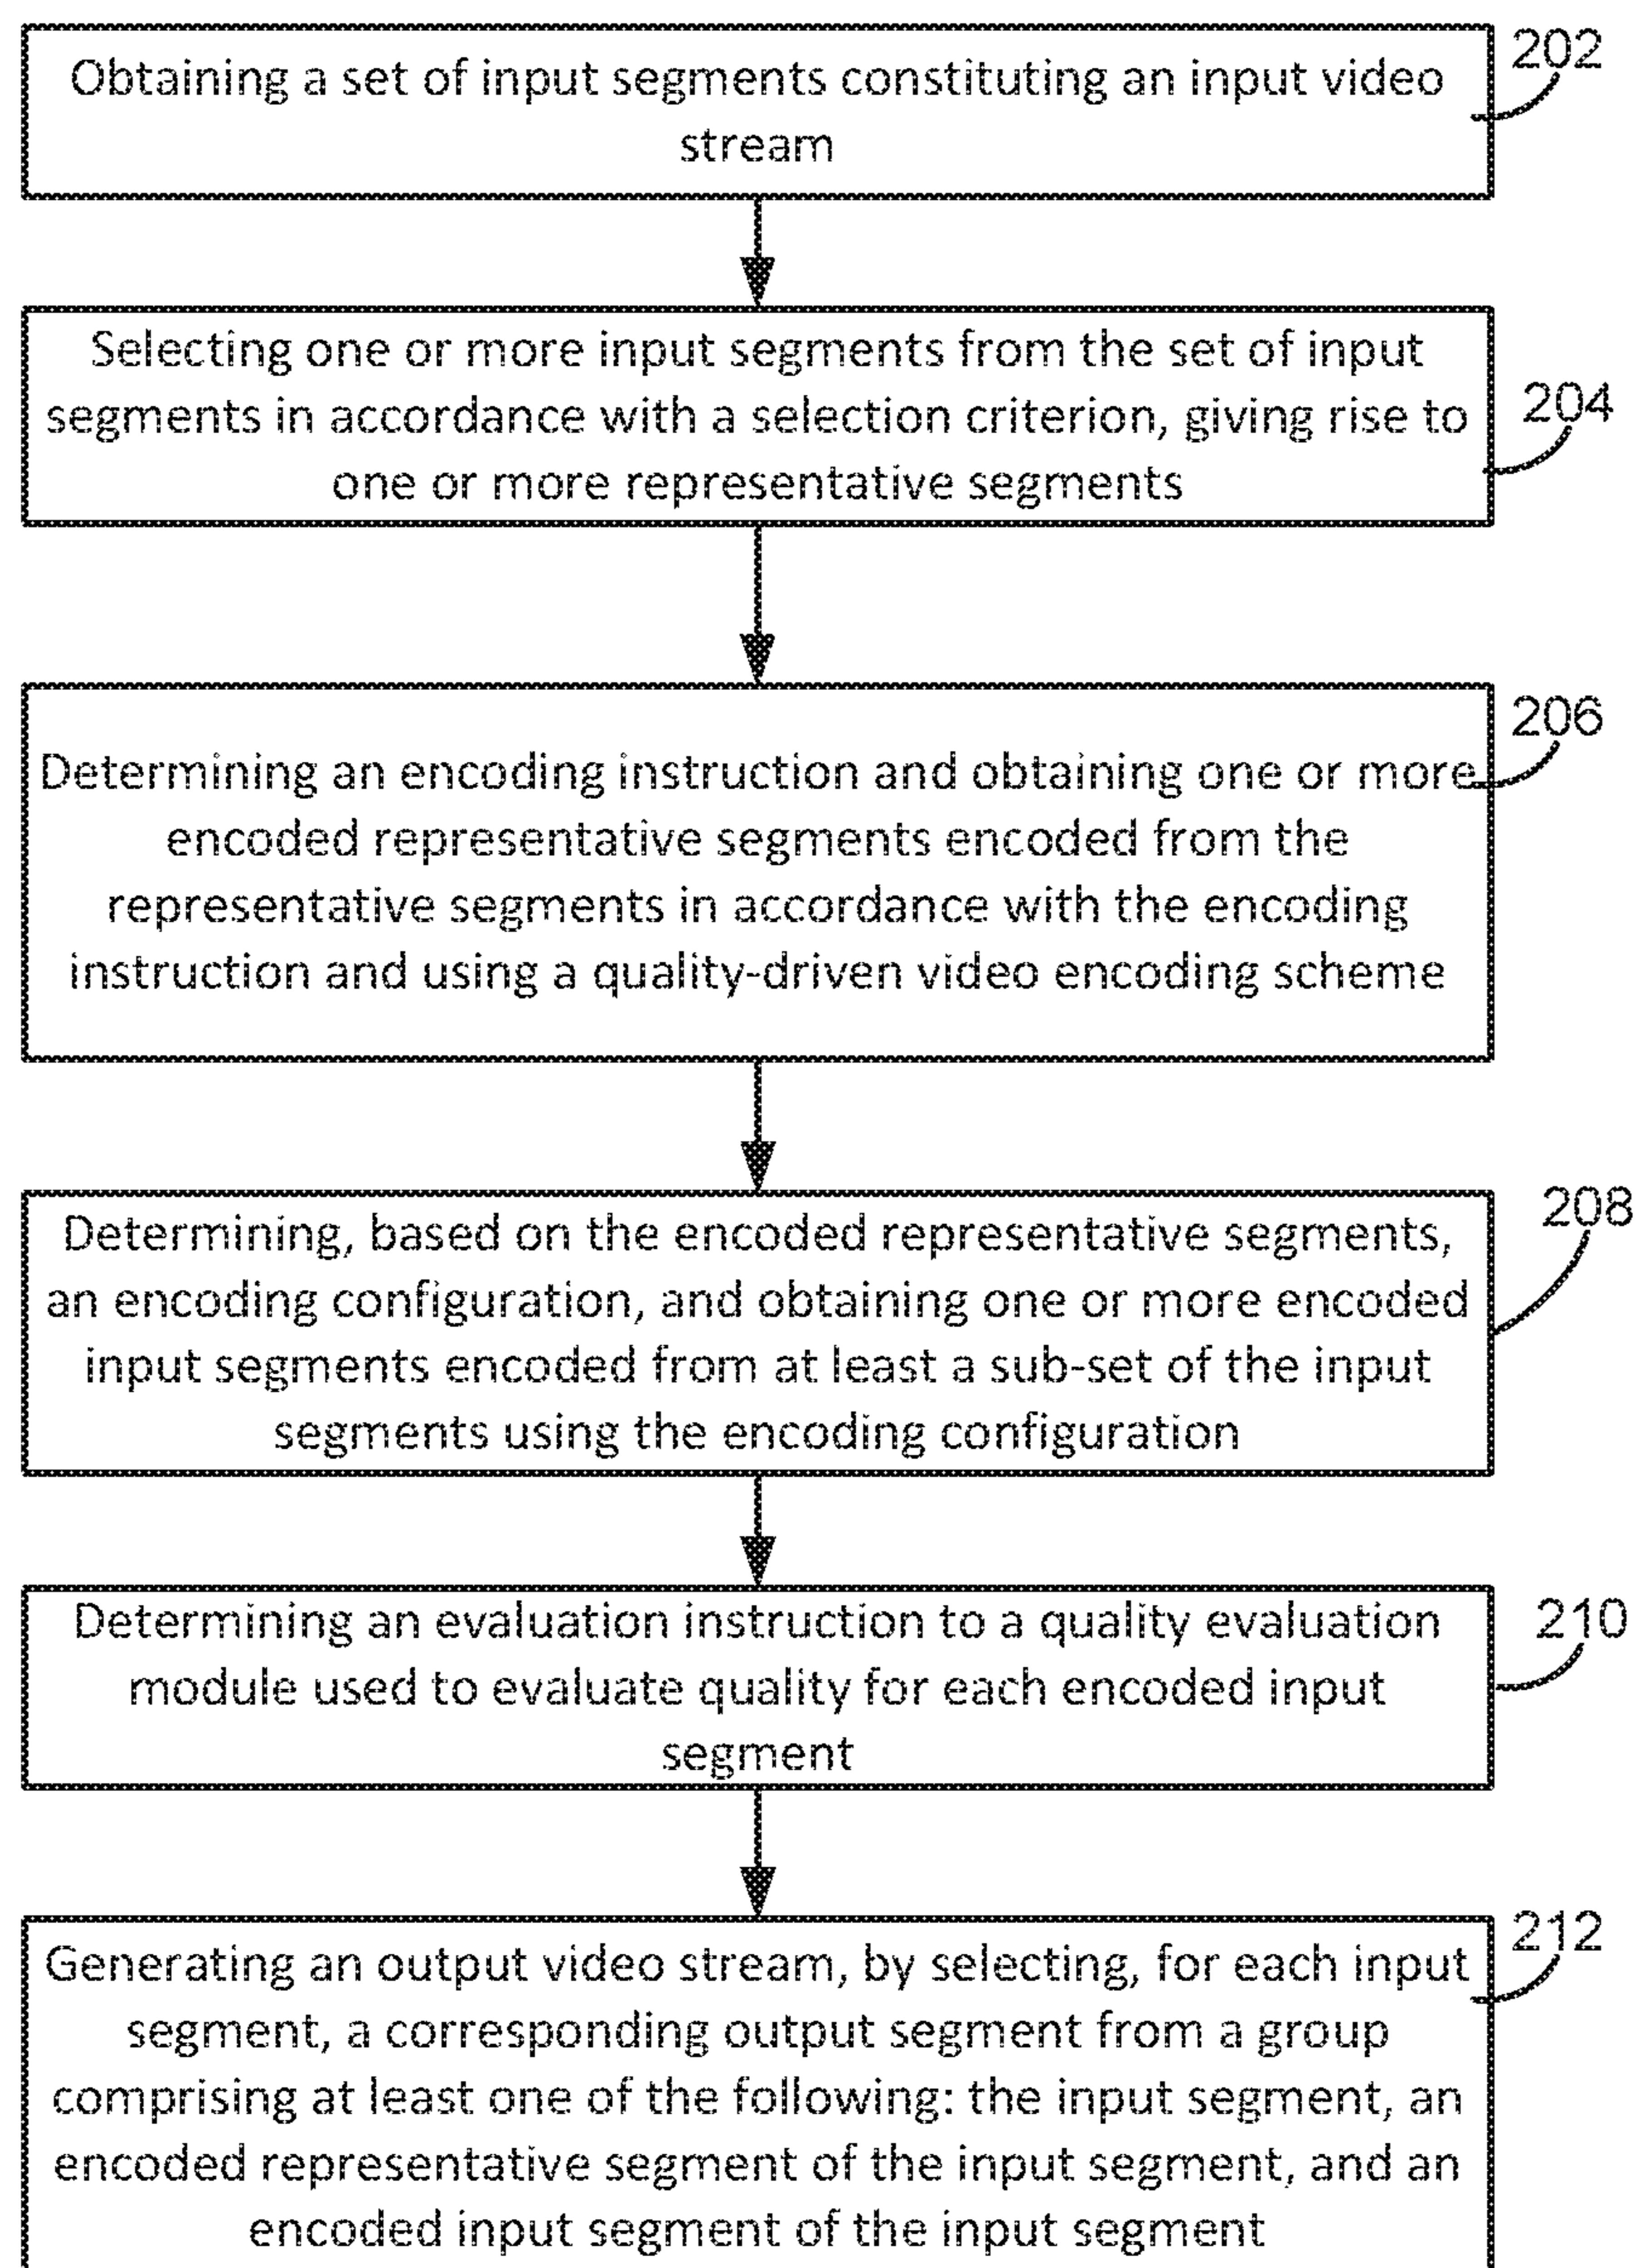 202
Obtaining a set of input segments constituting an input video
stream
Selecting one or more input segments from the set of input
segments in accordance with a selection criterion, giving rise to
one or more representative segments
204
206
Determining an encoding instruction and obtaining one or more
encoded representative segments encoded from the
representative segments in accordance with the encoding
instruction and using a quality-driven video encoding scheme
208
Determining, based on the encoded representative segments,
an encoding configuration, and obtaining one or more encoded
input segments encoded from at least a sub-set of the input
segments using the encoding configuration
210
Determining an evaluation instruction to a quality evaluation
module used to evaluate quality for each encoded input
segment
212
Generating an output video stream, by selecting, for each input
segment, a corresponding output segment from a group
comprising at least one of the following: the input segment, an
encoded representative segment of the input segment, and an
encoded input segment of the input segment